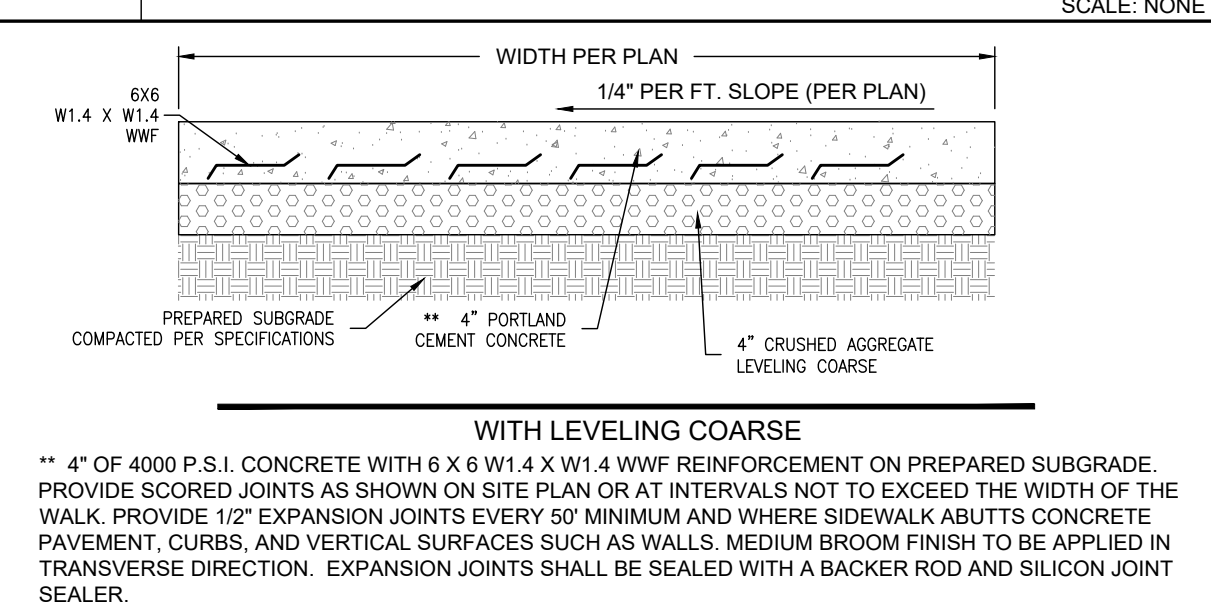 SCALE: NONE
WIDTH PER PLAN
1/4" PER FT. SLOPE (PER PLAN)
6X6
W1.4 X W1.4
WWF
PREPARED SUBGRADE
COMPACTED PER SPECIFICATIONS
** 4" PORTLAND
CEMENT CONCRETE
4" CRUSHED AGGREGATE
LEVELING COARSE
WITH LEVELING COARSE
** 4" OF 4000 P.S.I. CONCRETE WITH 6 X 6 W1.4 X W1.4 WWF REINFORCEMENT ON PREPARED SUBGRADE.
PROVIDE SCORED JOINTS AS SHOWN ON SITE PLAN OR AT INTERVALS NOT TO EXCEED THE WIDTH OF THE
WALK. PROVIDE 1/2" EXPANSION JOINTS EVERY 50' MINIMUM AND WHERE SIDEWALK ABUTTS CONCRETE
PAVEMENT, CURBS, AND VERTICAL SURFACES SUCH AS WALLS. MEDIUM BROOM FINISH TO BE APPLIED IN
TRANSVERSE DIRECTION. EXPANSION JOINTS SHALL BE SEALED WITH A BACKER ROD AND SILICON JOINT
SEALER.